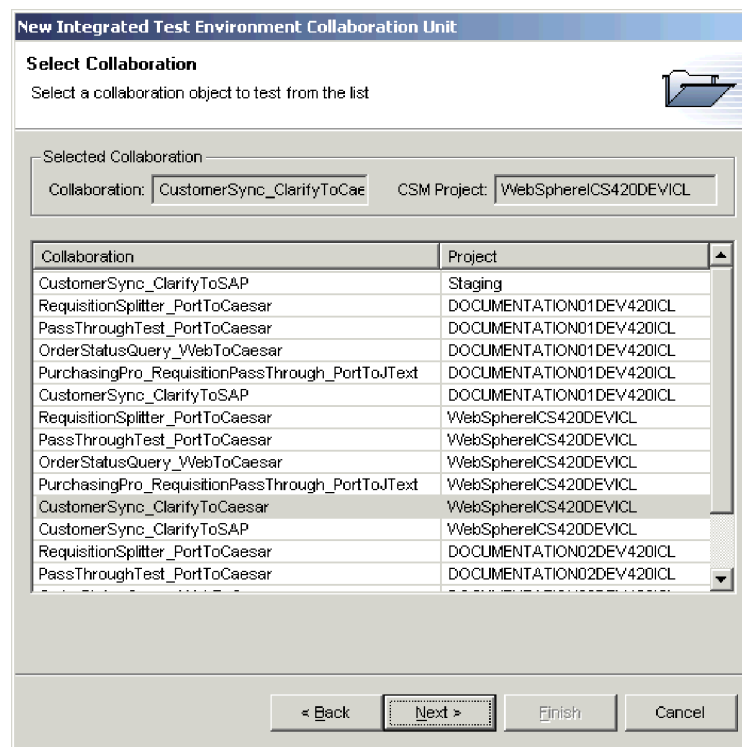 New Integrated Test Environment Collaboration Unit
Select Collaboration
Select a collaboration object to test from the list
Selected Collaboration
Collaboration: CustomerSync_ClarifyToCae CSM Project: WebSphereICS420DEVICL
Collaboration Project
CustomerSync_ClarifyToSAP Staging
RequisitionSplitter_PortToCaesar DOCUMENTATION01DEV420ICL
PassThroughTest_PortToCaesar DOCUMENTATION01DEV420ICL
OrderStatusQuery_WebToCaesar DOCUMENTATION01DEV420ICL
PurchasingPro_RequisitionPassThrough_PortToJText DOCUMENTATION01DEV420ICL
CustomerSync_ClarifyToSAP DOCUMENTATION01DEV420ICL
RequisitionSplitter_PortToCaesar WebSphereICS420DEVICL
PassThroughTest_PortToCaesar WebSphereICS420DEVICL
OrderStatusQuery_WebToCaesar WebSphereICS420DEVICL
PurchasingPro_RequisitionPassThrough_PortToJText WebSphereICS420DEVICL
CustomerSync_ClarifyToCaesar WebSphereICS420DEVICL
CustomerSync_ClarifyToSAP WebSphereICS420DEVICL
RequisitionSplitter_PortToCaesar DOCUMENTATION02DEV420ICL
PassThroughTest_PortToCaesar DOCUMENTATION02DEV420ICL
< Back Next > Finish Cancel